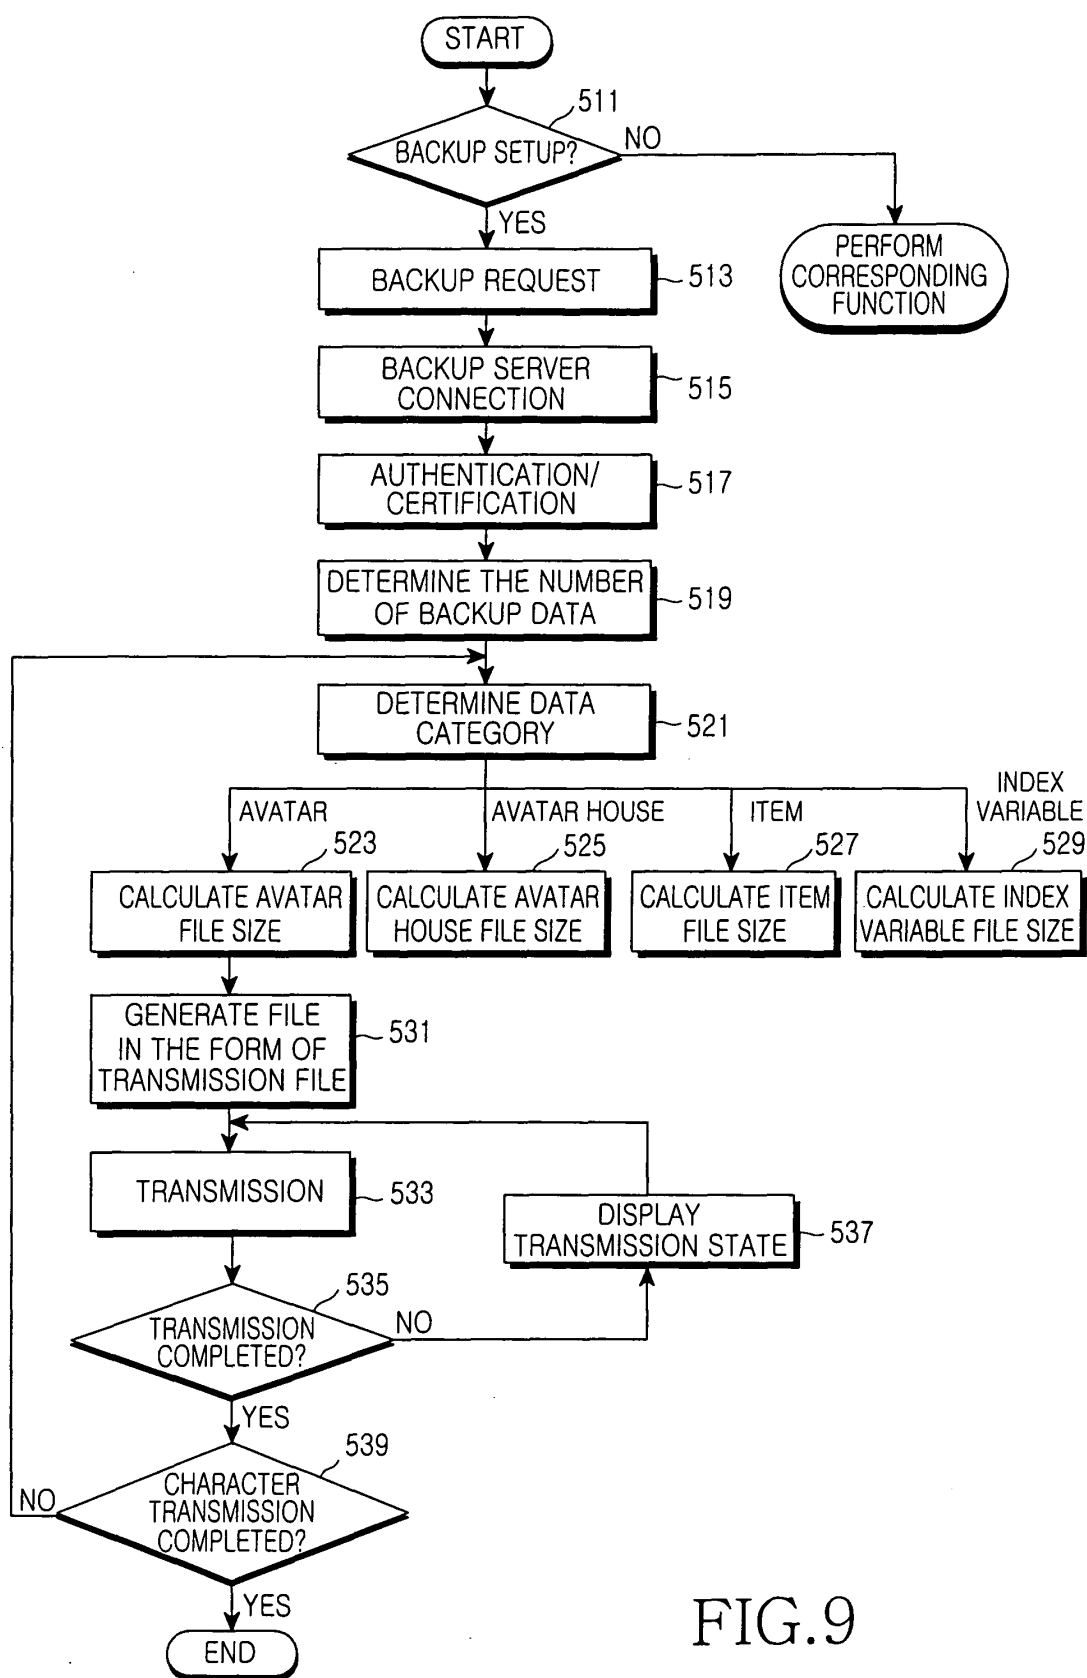 START
511
BACKUP SETUP?
NO
YES
PERFORM
CORRESPONDING
FUNCTION
BACKUP REQUEST
513
BACKUP SERVER
CONNECTION
515
AUTHENTICATION/
CERTIFICATION
517
DETERMINE THE NUMBER
OF BACKUP DATA
519
DETERMINE DATA
CATEGORY
521
AVATAR
AVATAR HOUSE
ITEM
INDEX
VARIABLE
523
525
527
529
CALCULATE AVATAR
FILE SIZE
CALCULATE AVATAR
HOUSE FILE SIZE
CALCULATE ITEM
FILE SIZE
CALCULATE INDEX
VARIABLE FILE SIZE
GENERATE FILE
IN THE FORM OF
TRANSMISSION FILE
531
TRANSMISSION
533
DISPLAY
TRANSMISSION STATE
537
535
TRANSMISSION
COMPLETED?
NO
YES
539
CHARACTER
TRANSMISSION
COMPLETED?
NO
YES
END
FIG.9